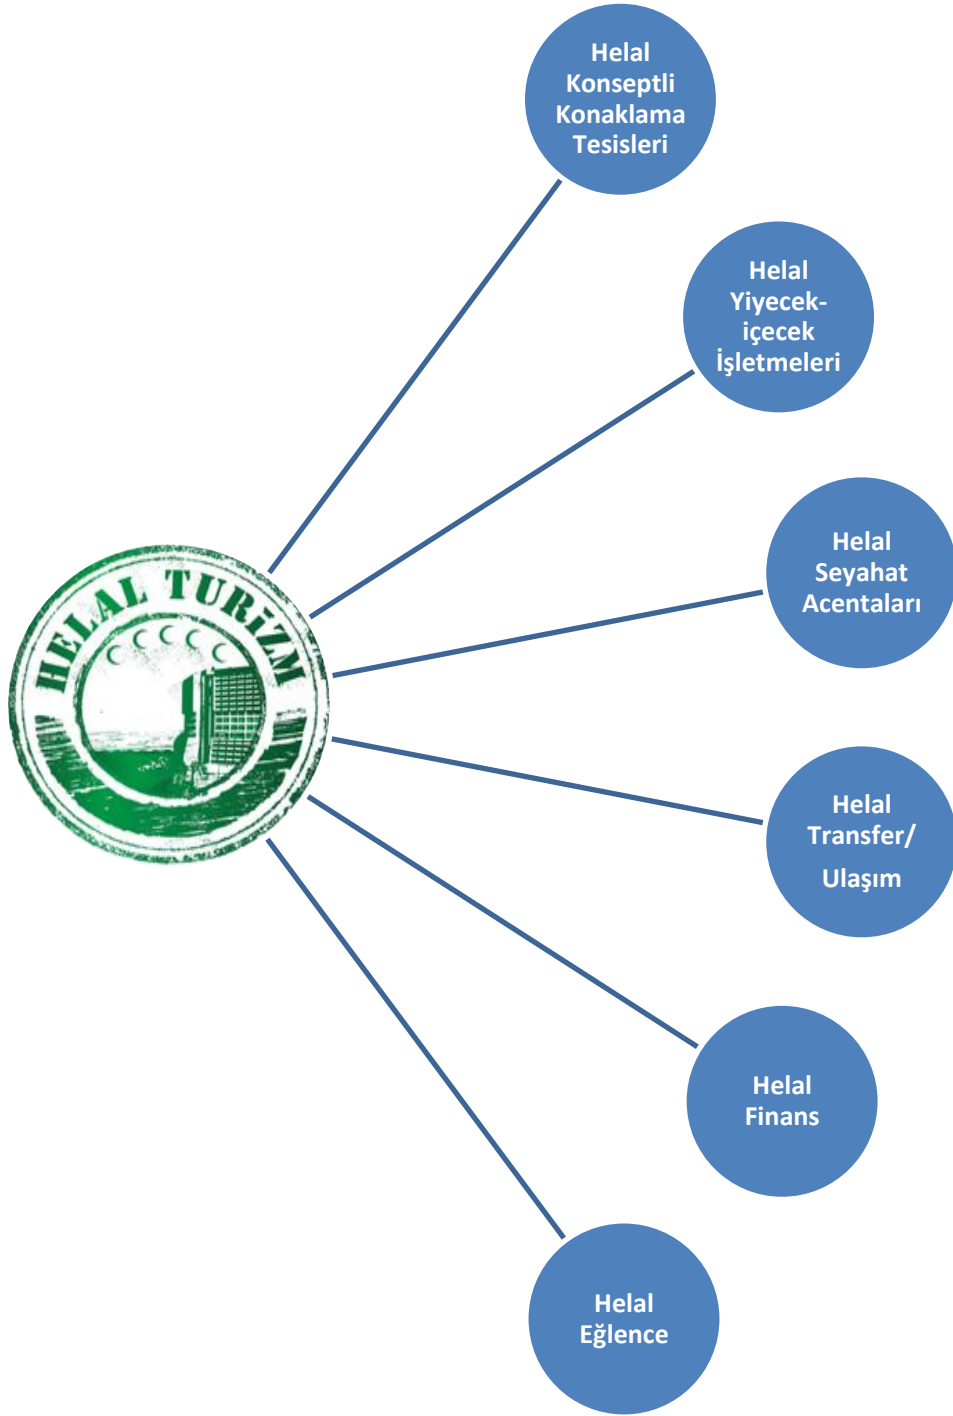 Helal
Konseptli
Konaklama
Tesisleri
Helal
Yiyecek-
içecek
İşletmeleri
Helal
Seyahat
Acentaları
HELAL TURİZM
Helal
Transfer/
Ulaşım
Helal
Finans
Helal
Eğlence